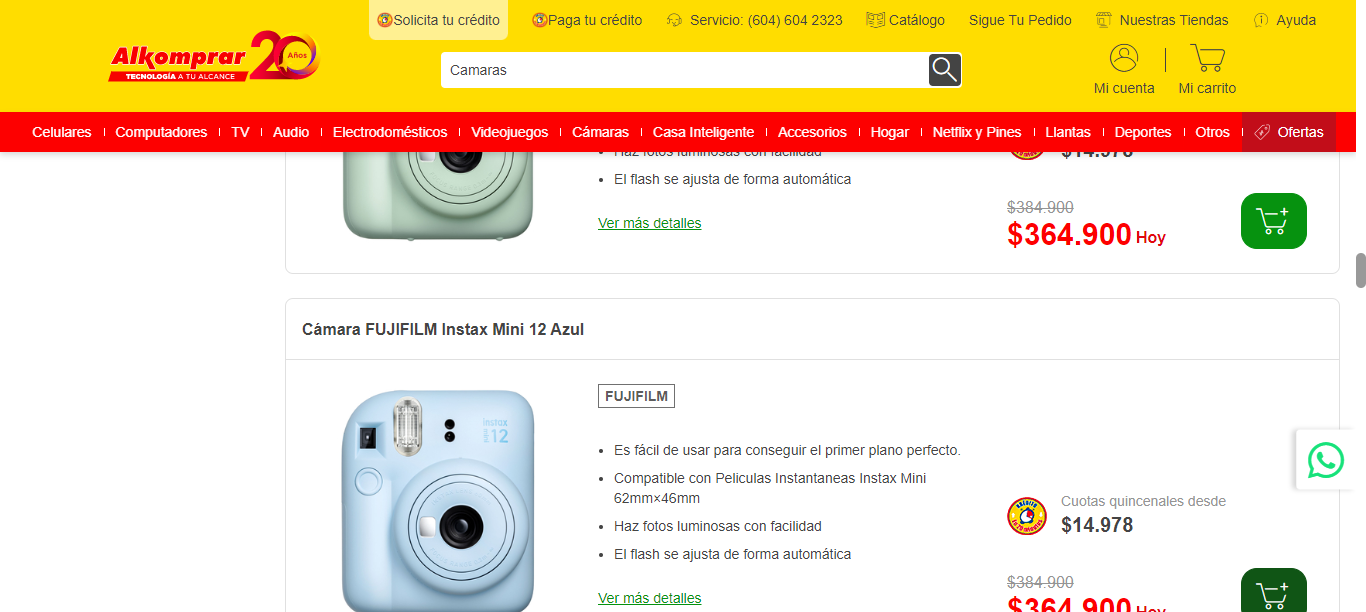 Solicita tu crédito
Paga tu crédito
Servicio: (604) 604 2323
Catálogo
Sigue Tu Pedido
Nuestras Tiendas
Ayuda
Alkomprar 20 Años
TECNOLOGÍA A TU ALCANCE
Camaras
Mi cuenta
Mi carrito
Celulares
Computadores
TV
Audio
Electrodomésticos
Videojuegos
Cámaras
Casa Inteligente
Accesorios
Hogar
Netflix y Pines
Llantas
Deportes
Otros
Ofertas
• Haz fotos luminosas con facilidad
$14.978
• El flash se ajusta de forma automática
Ver más detalles
$384.900
$364.900 Hoy
Cámara FUJIFILM Instax Mini 12 Azul
instax
12
FUJIFILM
• Es fácil de usar para conseguir el primer plano perfecto.
• Compatible con Peliculas Instantaneas Instax Mini
62mm×46mm
• Haz fotos luminosas con facilidad
• El flash se ajusta de forma automática
Ver más detalles
Cuotas quincenales desde
$14.978
$384.900
$364.900 Hoy